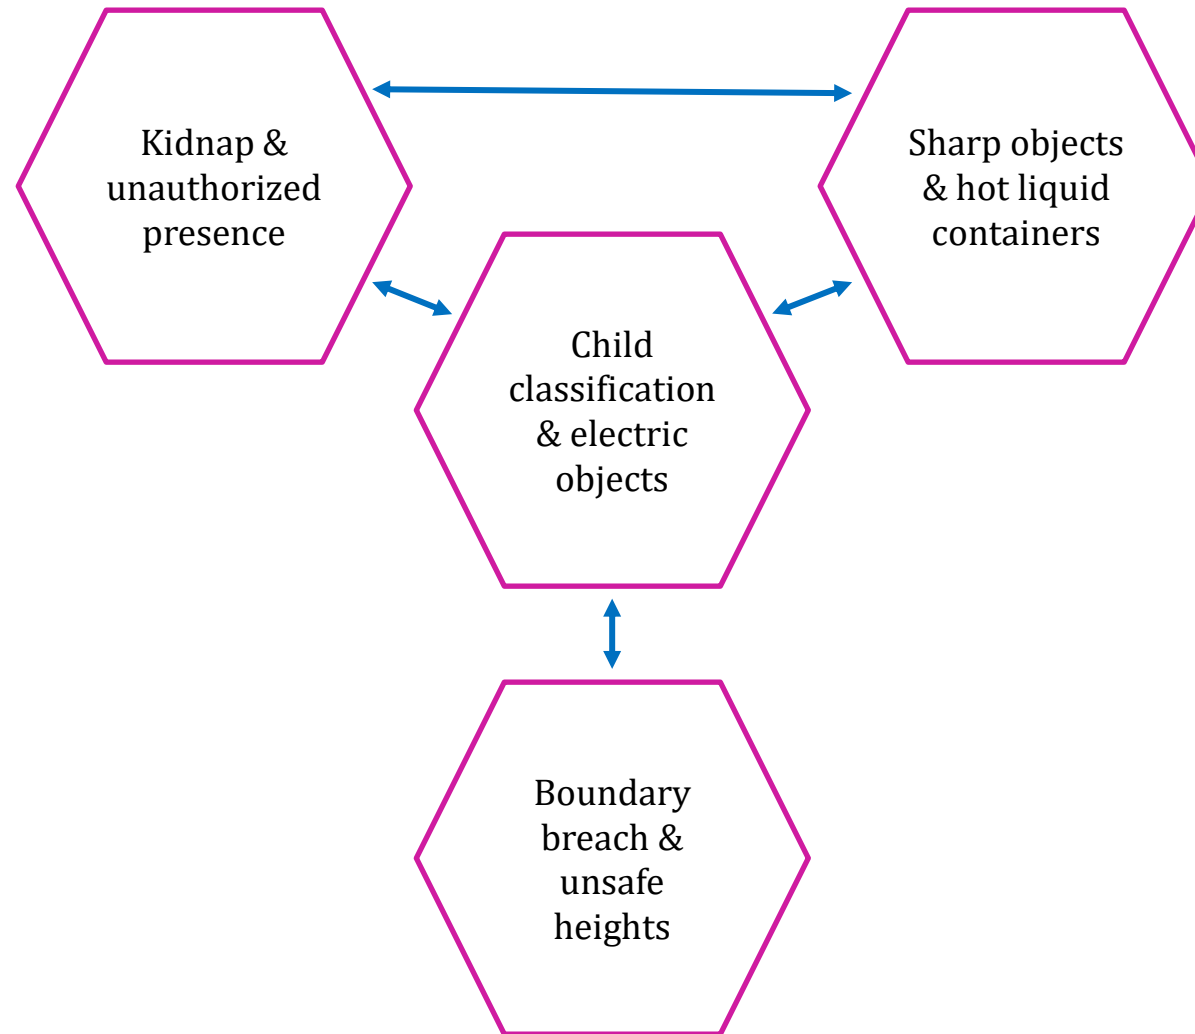 Kidnap &
unauthorized
presence
Sharp objects
& hot liquid
containers
Child
classification
& electric
objects
Boundary
breach &
unsafe
heights